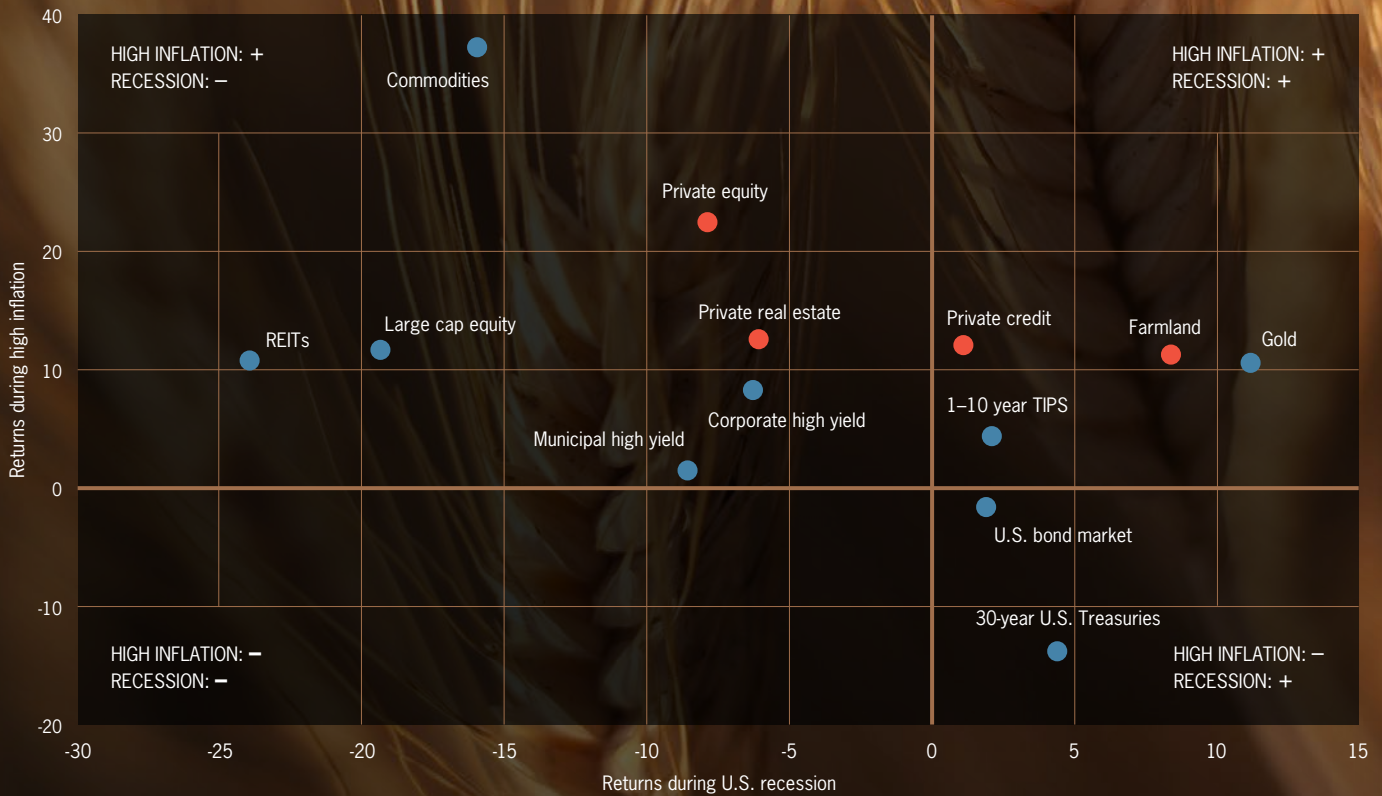 40
HIGH INFLATION: +
RECESSION: –
HIGH INFLATION: +
RECESSION: +
Commodities
30
Private equity
20
Private real estate
Private credit
Farmland
Large cap equity
REITs
Gold
10
1–10 year TIPS
Corporate high yield
Municipal high yield
0
U.S. bond market
-10
30-year U.S. Treasuries
HIGH INFLATION: –
RECESSION: –
HIGH INFLATION: –
RECESSION: +
-20
-30 -25 -20 -15 -10 -5 0 5 10 15
Returns during U.S. recession
Returns during high inflation